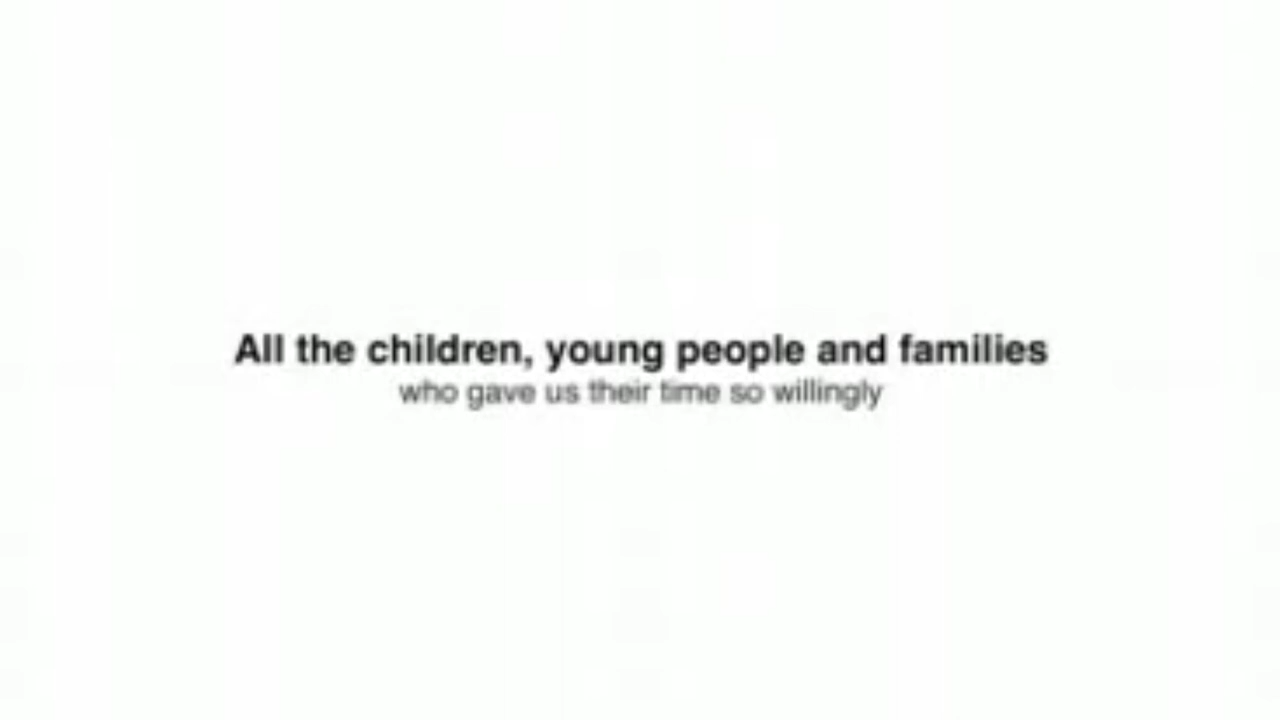 All the children, young people and families
who gave us their time so willingly